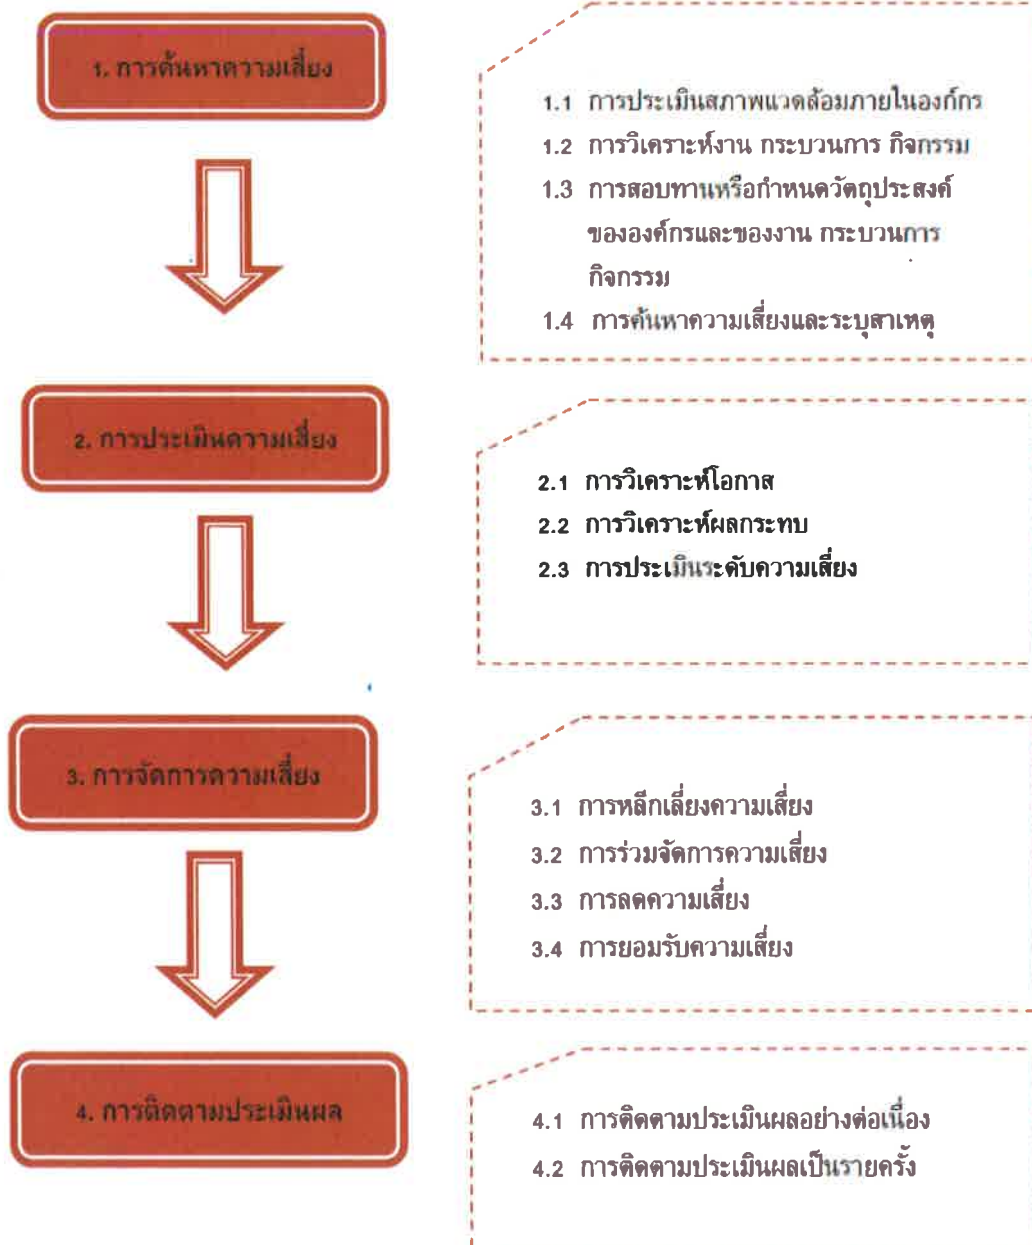 1. การค้นหาความเสี่ยง
1.1 การประเมินสภาพแวดล้อมภายในองค์กร
1.2 การวิเคราะห์งาน กระบวนการ กิจกรรม
1.3 การสอบทานหรือกำหนดวัตถุประสงค์
ขององค์กรและของงาน กระบวนการ
กิจกรรม
1.4 การค้นหาความเสี่ยงและระบุสาเหตุ
2. การประเมินความเสี่ยง
2.1 การวิเคราะห์โอกาส
2.2 การวิเคราะห์ผลกระทบ
2.3 การประเมินระดับความเสี่ยง
3. การจัดการความเสี่ยง
3.1 การหลีกเลี่ยงความเสี่ยง
3.2 การร่วมจัดการความเสี่ยง
3.3 การลดความเสี่ยง
3.4 การยอมรับความเสี่ยง
4. การติดตามประเมินผล
4.1 การติดตามประเมินผลอย่างต่อเนื่อง
4.2 การติดตามประเมินผลเป็นรายครั้ง